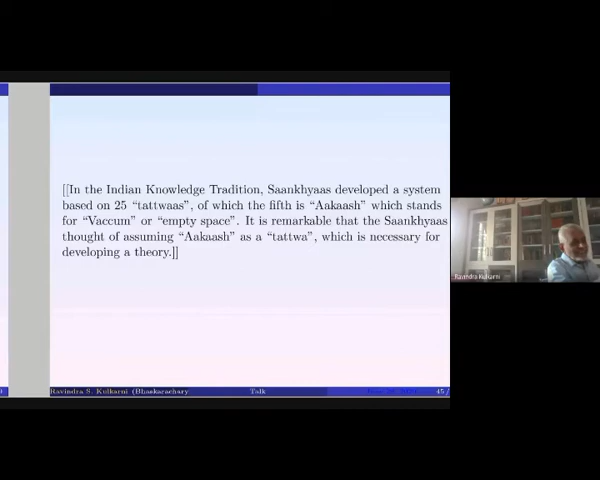 [[In the Indian Knowledge Tradition, Saankhyaas developed a system
based on 25 “tattwaas”, of which the fifth is “Aakaash” which stands
for “Vaccum” or “empty space”. It is remarkable that the Saankhyaas
thought of assuming “Aakaash” as a “tattwa”, which is necessary for
developing a theory.]]
Ravindra Kulkarni
Ravindra S. Kulkarni (Bhaskarachary
Talk
45/